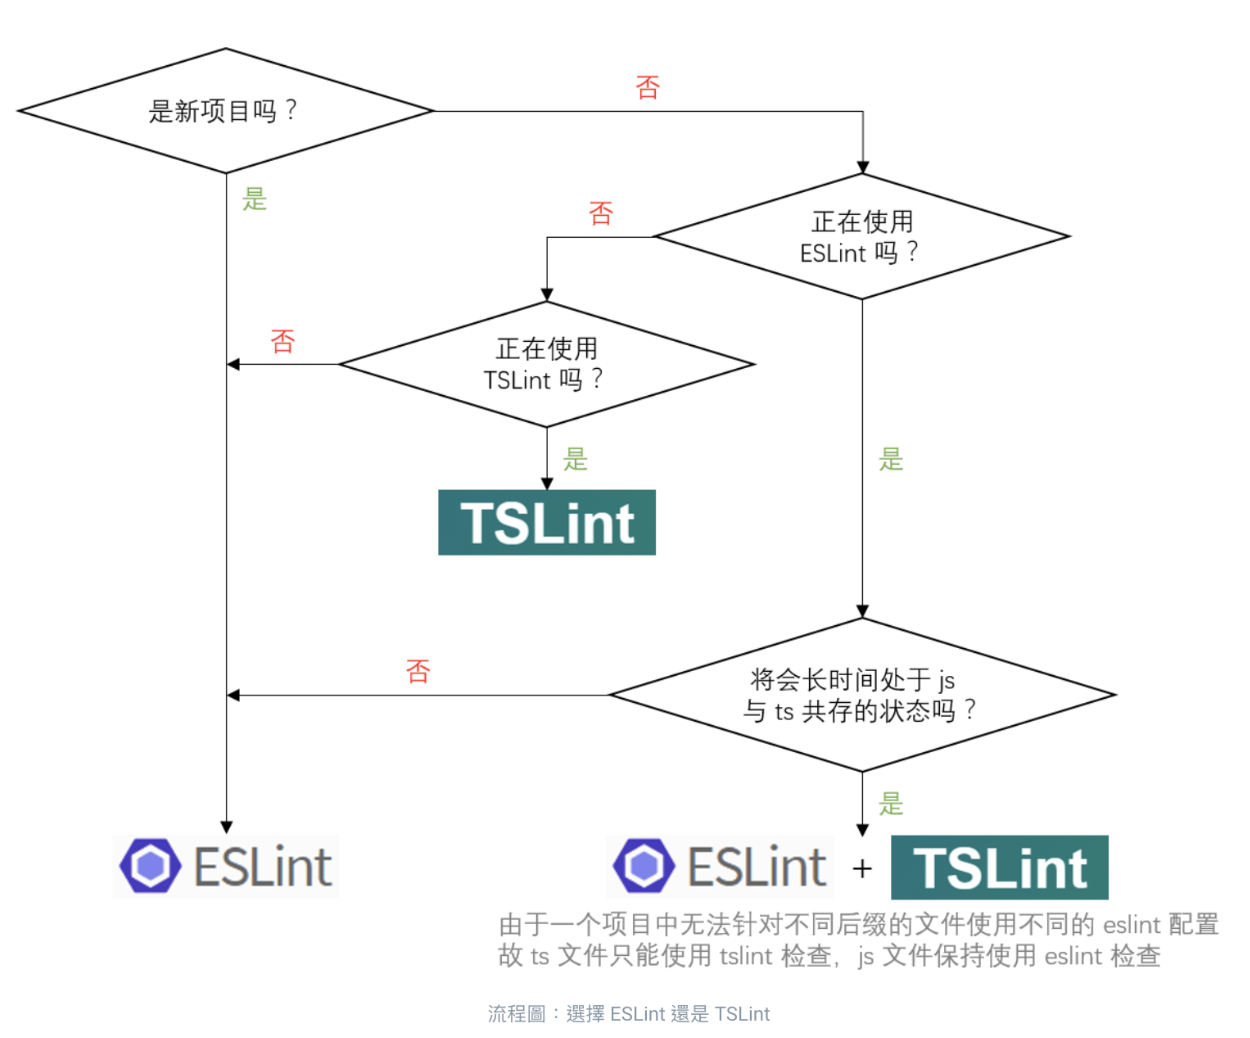 是新项目吗？
否
是
正在使用
ESLint 吗？
否
正在使用
TSLint 吗？
否
是
是
TSLint
将会长时间处于 js
与 ts 共存的状态吗？
否
是
ESLint
ESLint + TSLint
由于一个项目中无法针对不同后缀的文件使用不同的 eslint 配置
故 ts 文件只能使用 tslint 检查，js 文件保持使用 eslint 检查
流程圖：選擇 ESLint 還是 TSLint